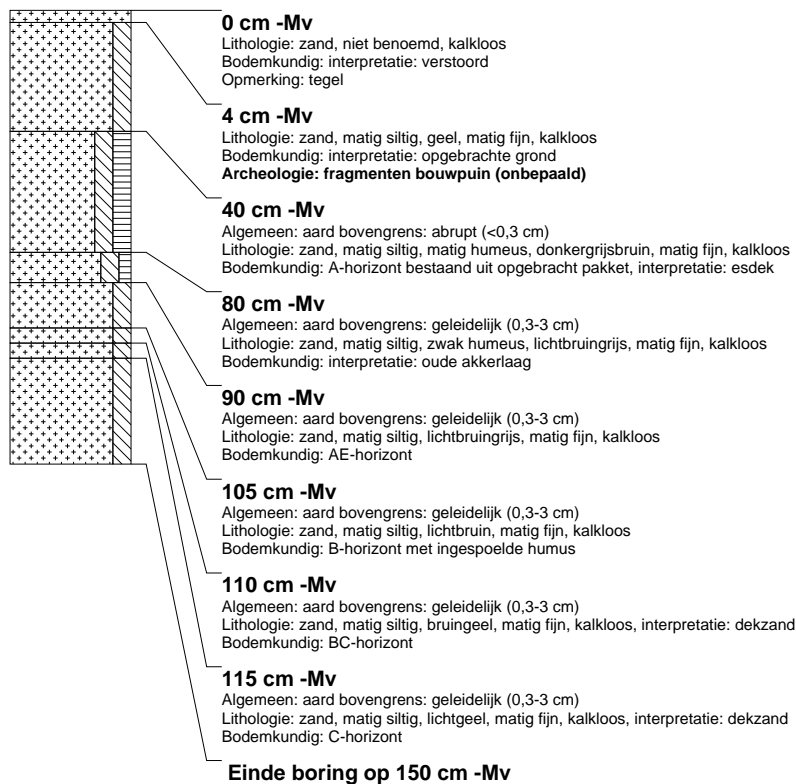 0 cm -Mv
Lithologie: zand, niet benoemd, kalkloos
Bodemkundig: interpretatie: verstoord
Opmerking: tegel
4 cm -Mv
Lithologie: zand, matig siltig, geel, matig fijn, kalkloos
Bodemkundig: interpretatie: opgebrachte grond
Archeologie: fragmenten bouwpuin (onbepaald)
40 cm -Mv
Algemeen: aard bovengrens: abrupt (<0,3 cm)
Lithologie: zand, matig siltig, matig humeus, donkergrijsbruin, matig fijn, kalkloos
Bodemkundig: A-horizont bestaand uit opgebracht pakket, interpretatie: esdek
80 cm -Mv
Algemeen: aard bovengrens: geleidelijk (0,3-3 cm)
Lithologie: zand, matig siltig, zwak humeus, lichtbruingrijs, matig fijn, kalkloos
Bodemkundig: interpretatie: oude akkerlaag
90 cm -Mv
Algemeen: aard bovengrens: geleidelijk (0,3-3 cm)
Lithologie: zand, matig siltig, lichtbruingrijs, matig fijn, kalkloos
Bodemkundig: AE-horizont
105 cm -Mv
Algemeen: aard bovengrens: geleidelijk (0,3-3 cm)
Lithologie: zand, matig siltig, lichtbruin, matig fijn, kalkloos
Bodemkundig: B-horizont met ingespoelde humus
110 cm -Mv
Algemeen: aard bovengrens: geleidelijk (0,3-3 cm)
Lithologie: zand, matig siltig, bruingeel, matig fijn, kalkloos, interpretatie: dekzand
Bodemkundig: BC-horizont
115 cm -Mv
Algemeen: aard bovengrens: geleidelijk (0,3-3 cm)
Lithologie: zand, matig siltig, lichtgeel, matig fijn, kalkloos, interpretatie: dekzand
Bodemkundig: C-horizont
Einde boring op 150 cm -Mv